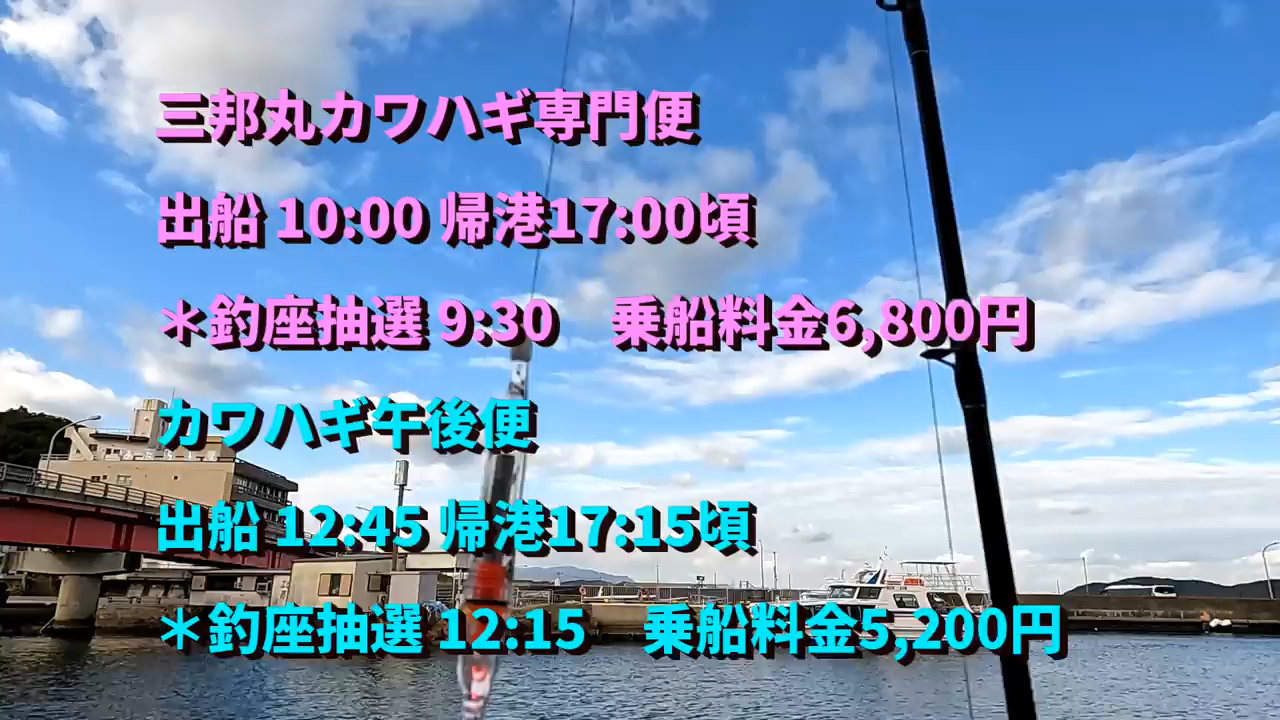 三邦丸カワハギ専門便
出船 10:00 帰港17:00頃
＊釣座抽選 9:30　乗船料金6,800円
カワハギ午後便
出船 12:45 帰港17:15頃
＊釣座抽選 12:15　乗船料金5,200円